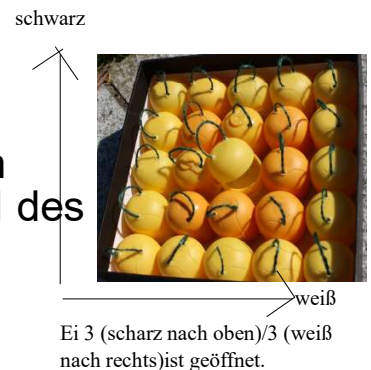 schwarz
des
weiß
Ei 3 (scharz nach oben)/3 (weiß
nach rechts)ist geöffnet.